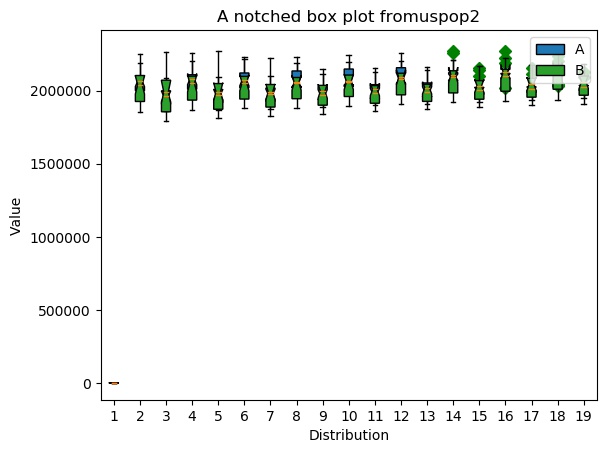 A notched box plot fromuspop2
A
B
2000000
1500000
1000000
500000
0
Value
1 2 3 4 5 6 7 8 9 10 11 12 13 14 15 16 17 18 19
Distribution